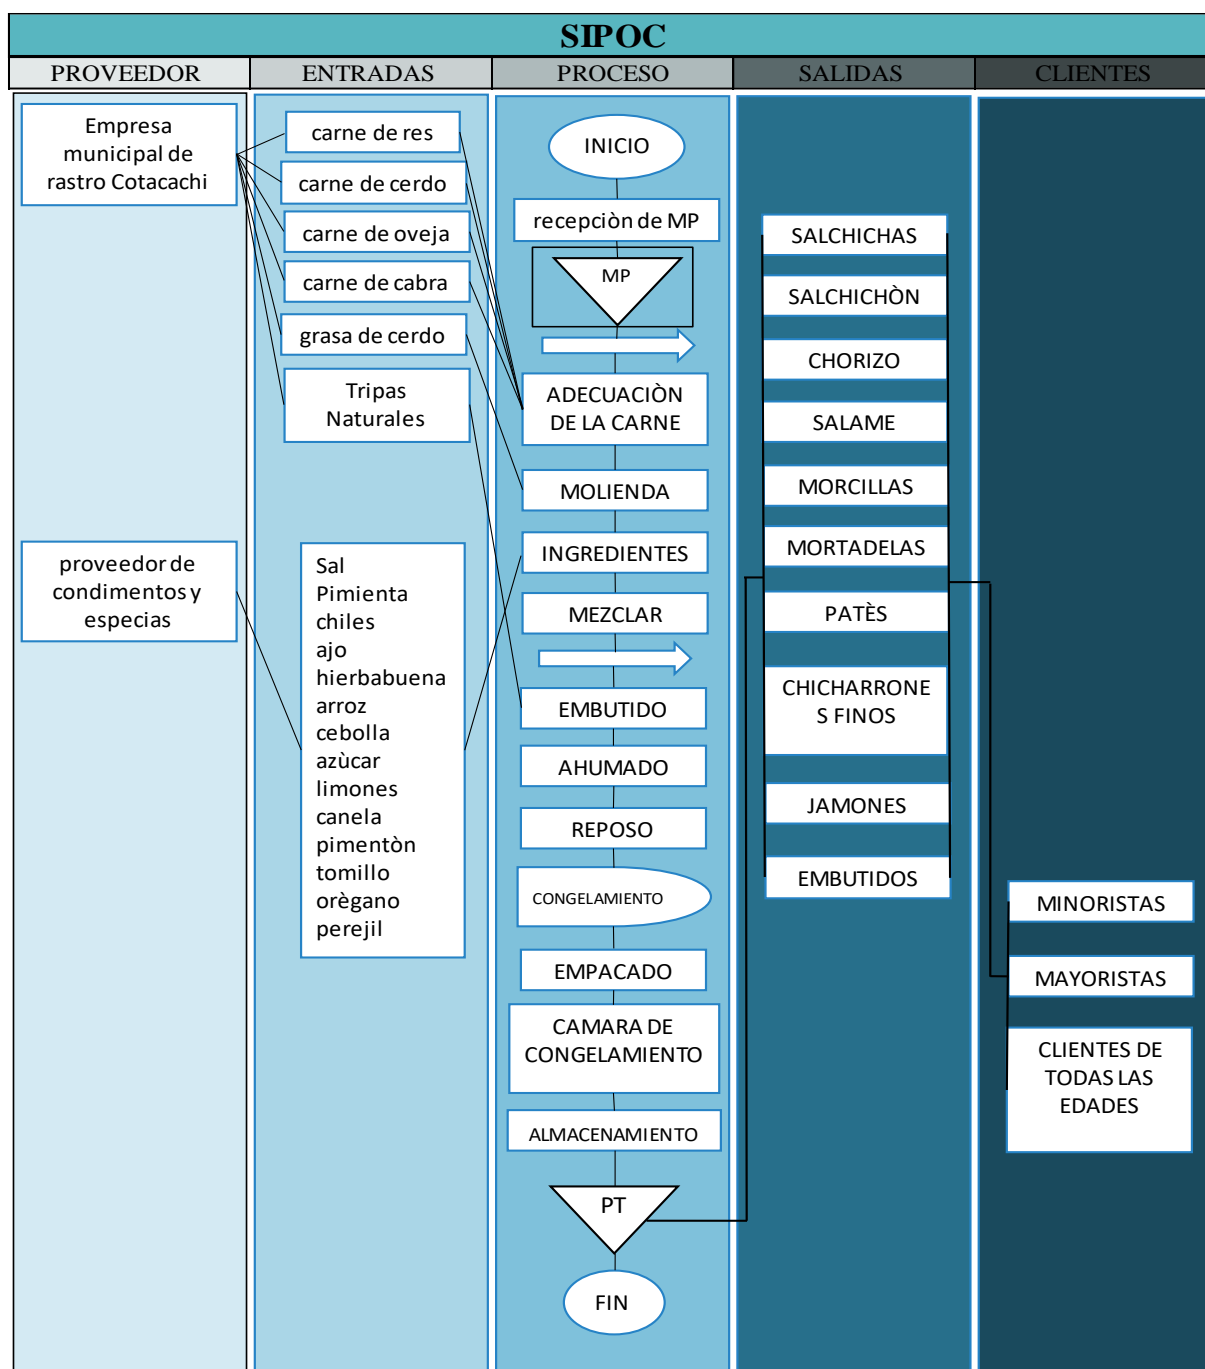 SIPOC
PROVEEDOR
ENTRADAS
PROCESO
SALIDAS
CLIENTES
Empresa
municipal de
rastro Cotacachi
proveedor de
condimentos y
especias
carne de res
carne de cerdo
carne de oveja
carne de cabra
grasa de cerdo
Tripas
Naturales
Sal
Pimienta
chiles
ajo
hierbabuena
arroz
cebolla
azùcar
limones
canela
pimentòn
tomillo
orègano
perejil
INICIO
recepciòn de MP
MP
ADECUACIÒN
DE LA CARNE
MOLIENDA
INGREDIENTES
MEZCLAR
EMBUTIDO
AHUMADO
REPOSO
CONGELAMIENTO
EMPACADO
CAMARA DE
CONGELAMIENTO
ALMACENAMIENTO
PT
FIN
SALCHICHAS
SALCHICHÒN
CHORIZO
SALAME
MORCILLAS
MORTADELAS
PATÈS
CHICHARRONE
S FINOS
JAMONES
EMBUTIDOS
MINORISTAS
MAYORISTAS
CLIENTES DE
TODAS LAS
EDADES